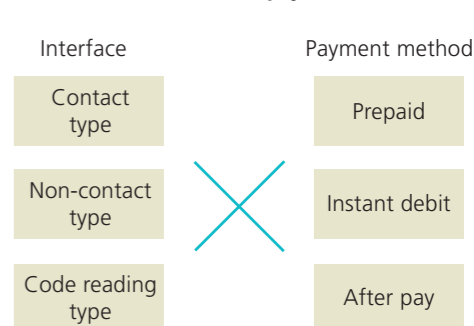 Interface
Payment method
Contact
type
Prepaid
Non-contact
type
Instant debit
Code reading
type
After pay